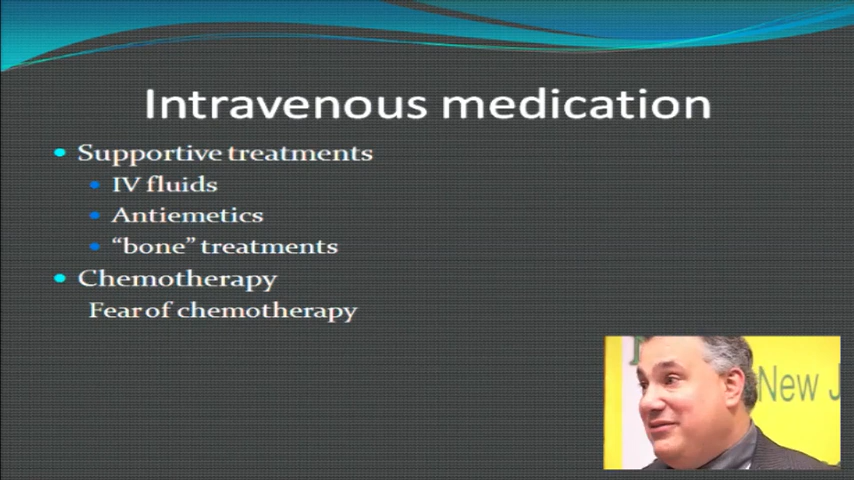 Intravenous medication
Supportive treatments
IV fluids
Antiemetics
“bone” treatments
Chemotherapy
Fear of chemotherapy
New J